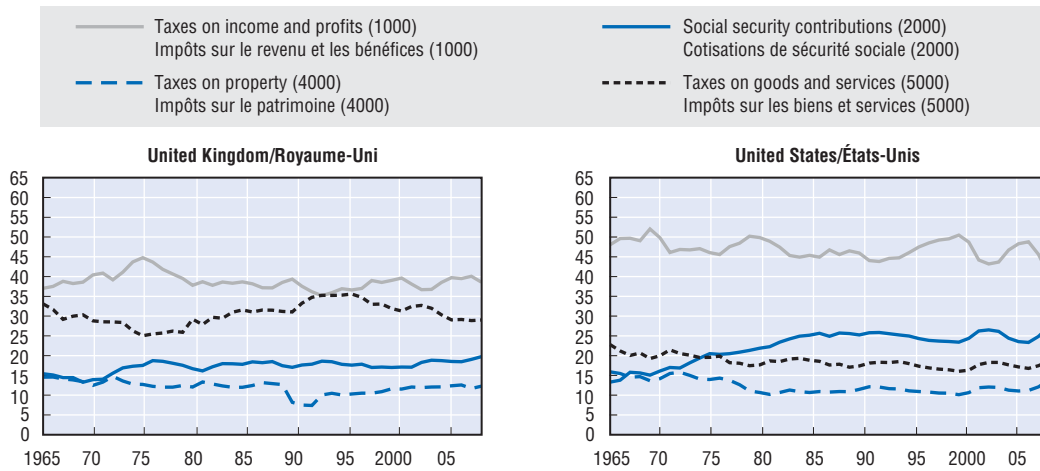 Taxes on income and profits (1000)
Impôts sur le revenu et les bénéfices (1000)
Social security contributions (2000)
Cotisations de sécurité sociale (2000)
Taxes on property (4000)
Impôts sur le patrimoine (4000)
Taxes on goods and services (5000)
Impôts sur les biens et services (5000)
United Kingdom/Royaume-Uni
65
60
55
50
45
40
35
30
25
20
15
10
5
0
1965 70 75 80 85 90 95 2000 05
United States/États-Unis
65
60
55
50
45
40
35
30
25
20
15
10
5
0
1965 70 75 80 85 90 95 2000 05